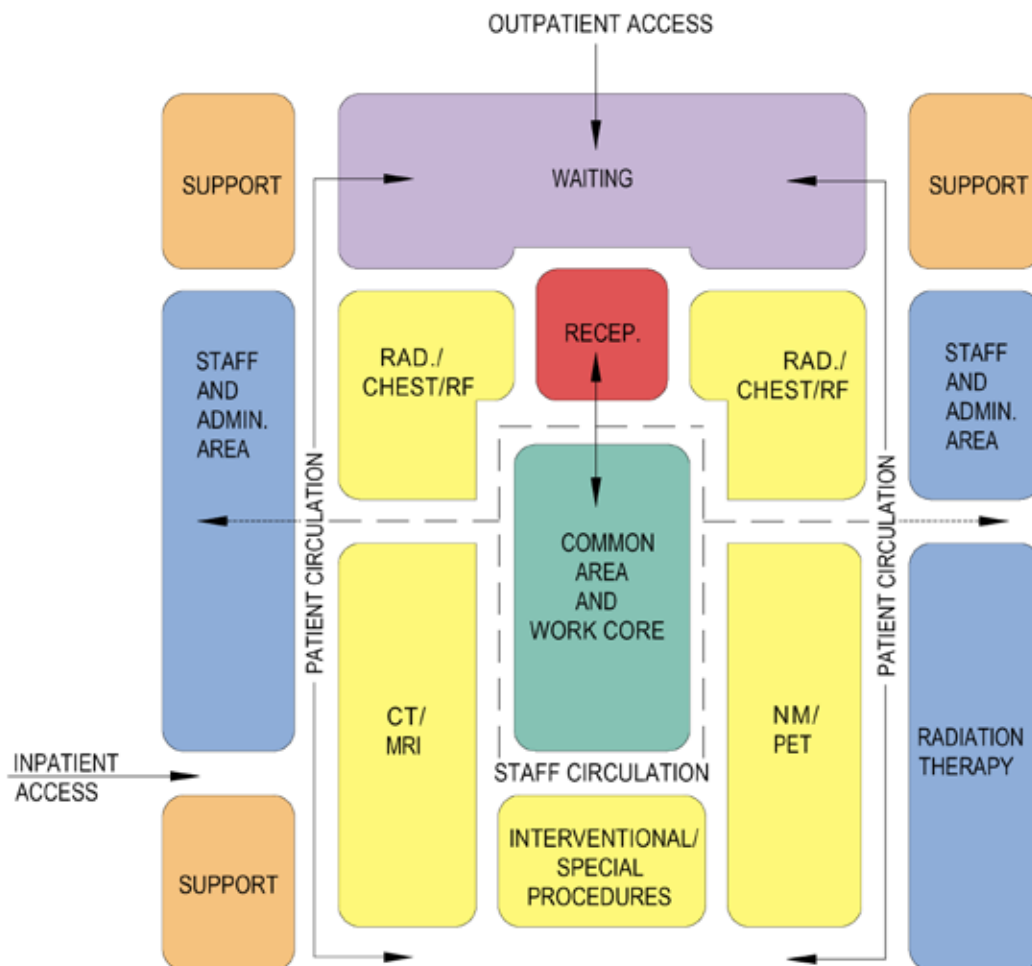 OUTPATIENT ACCESS
SUPPORT
WAITING
SUPPORT
RECEP.
RAD./
CHEST/RF
RAD./
CHEST/RF
STAFF
AND
ADMIN.
AREA
STAFF
AND
ADMIN.
AREA
PATIENT CIRCULATION
PATIENT CIRCULATION
COMMON
AREA
AND
WORK CORE
CT/
MRI
NM/
PET
RADIATION
THERAPY
INPATIENT
ACCESS
STAFF CIRCULATION
SUPPORT
INTERVENTIONAL/
SPECIAL
PROCEDURES